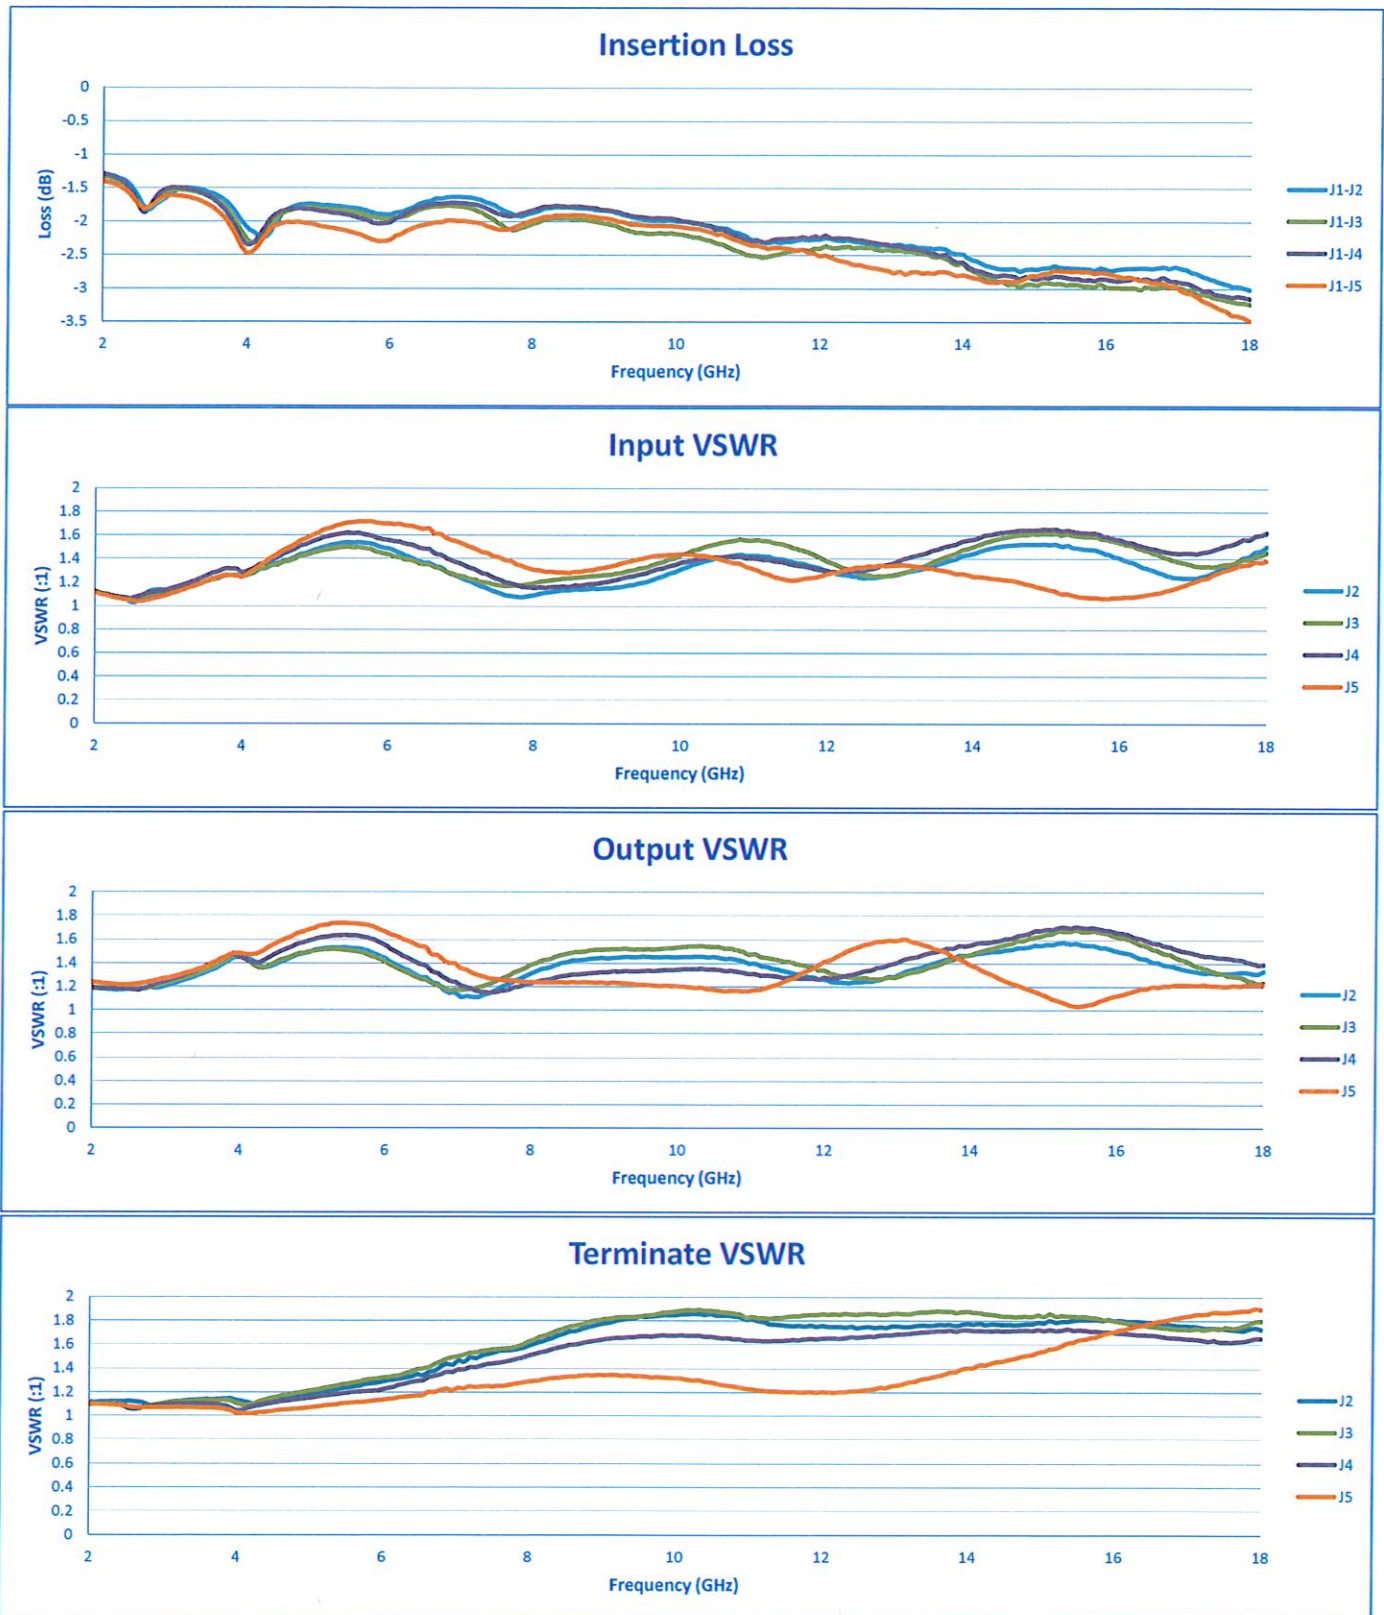 Insertion Loss
0
-0.5
-1
-1.5
-2
-2.5
-3
-3.5
Loss (dB)
2 4 6 8 10 12 14 16 18
Frequency (GHz)
J1-J2
J1-J3
J1-J4
J1-J5
Input VSWR
2
1.8
1.6
1.4
1.2
1
0.8
0.6
0.4
0.2
0
VSWR (:1)
2 4 6 8 10 12 14 16 18
Frequency (GHz)
J2
J3
J4
J5
Output VSWR
2
1.8
1.6
1.4
1.2
1
0.8
0.6
0.4
0.2
0
VSWR (:1)
2 4 6 8 10 12 14 16 18
Frequency (GHz)
J2
J3
J4
J5
Terminate VSWR
2
1.8
1.6
1.4
1.2
1
0.8
0.6
0.4
0.2
0
VSWR (:1)
2 4 6 8 10 12 14 16 18
Frequency (GHz)
J2
J3
J4
J5